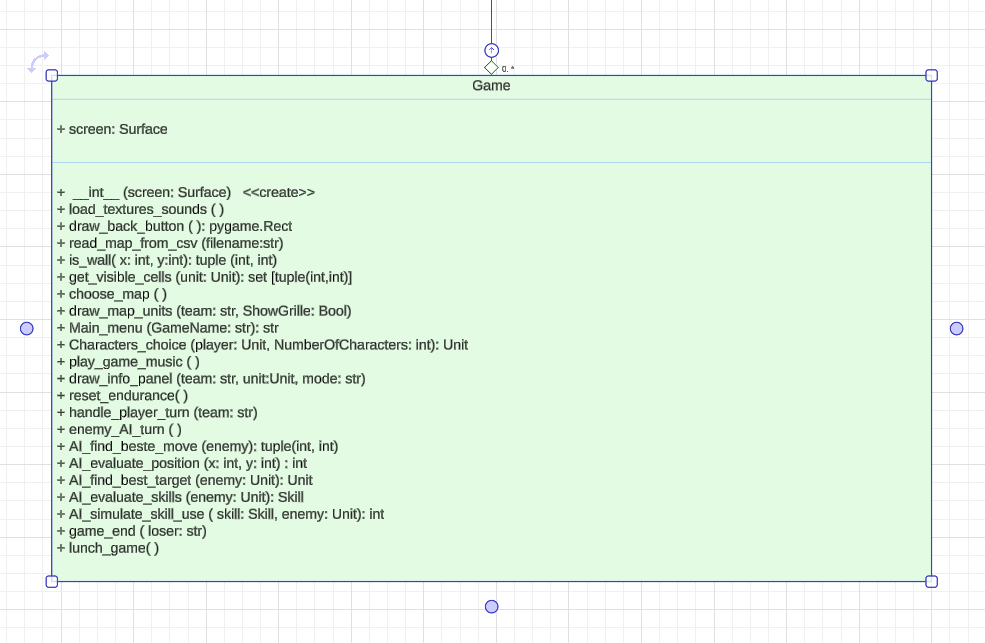 0. *
Game
+ screen: Surface
+ __int__ (screen: Surface) <<create>>
+ load_textures_sounds ( )
+ draw_back_button ( ): pygame.Rect
+ read_map_from_csv (filename:str)
+ is_wall( x: int, y:int): tuple (int, int)
+ get_visible_cells (unit: Unit): set [tuple(int,int)]
+ choose_map ( )
+ draw_map_units (team: str, ShowGrille: Bool)
+ Main_menu (GameName: str): str
+ Characters_choice (player: Unit, NumberOfCharacters: int): Unit
+ play_game_music ( )
+ draw_info_panel (team: str, unit:Unit, mode: str)
+ reset_endurance( )
+ handle_player_turn (team: str)
+ enemy_AI_turn ( )
+ AI_find_beste_move (enemy): tuple(int, int)
+ AI_evaluate_position (x: int, y: int) : int
+ AI_find_best_target (enemy: Unit): Unit
+ AI_evaluate_skills (enemy: Unit): Skill
+ AI_simulate_skill_use ( skill: Skill, enemy: Unit): int
+ game_end ( loser: str)
+ lunch_game( )